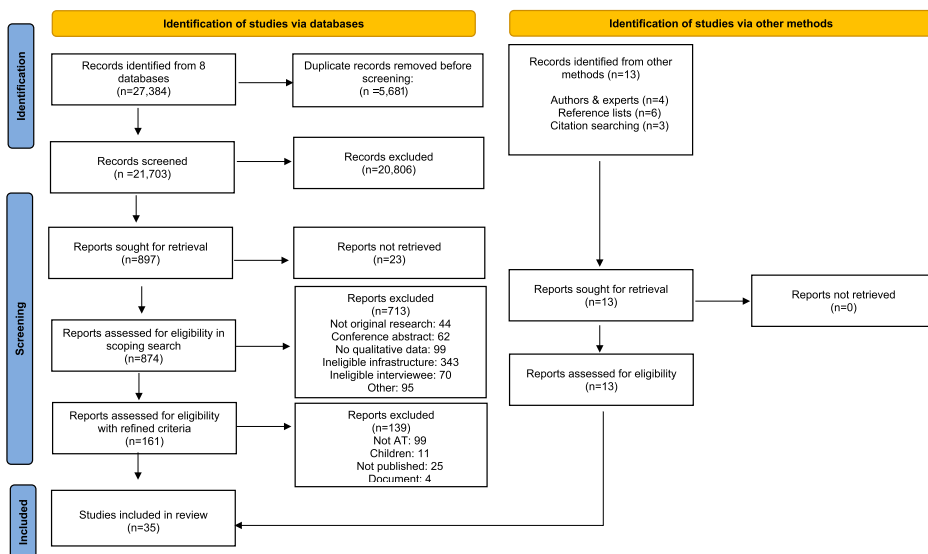 Identification of studies via databases
Identification of studies via other methods
Identification
Records identified from 8
databases
(n=27,384)
Duplicate records removed before
screening:
(n =5,681)
Records identified from other
methods (n=13)
Authors & experts (n=4)
Reference lists (n=6)
Citation searching (n=3)
Records screened
(n =21,703)
Records excluded
(n=20,806)
Screening
Reports sought for retrieval
(n=897)
Reports not retrieved
(n=23)
Reports sought for retrieval
(n=13)
Reports not retrieved
(n=0)
Reports assessed for eligibility in
scoping search
(n=874)
Reports excluded
(n=713)
Not original research: 44
Conference abstract: 62
No qualitative data: 99
Ineligible infrastructure: 343
Ineligible interviewee: 70
Other: 95
Reports assessed for eligibility
(n=13)
Reports assessed for eligibility
with refined criteria
(n=161)
Reports excluded
(n=139)
Not AT: 99
Children: 11
Not published: 25
Document: 4
Included
Studies included in review
(n=35)